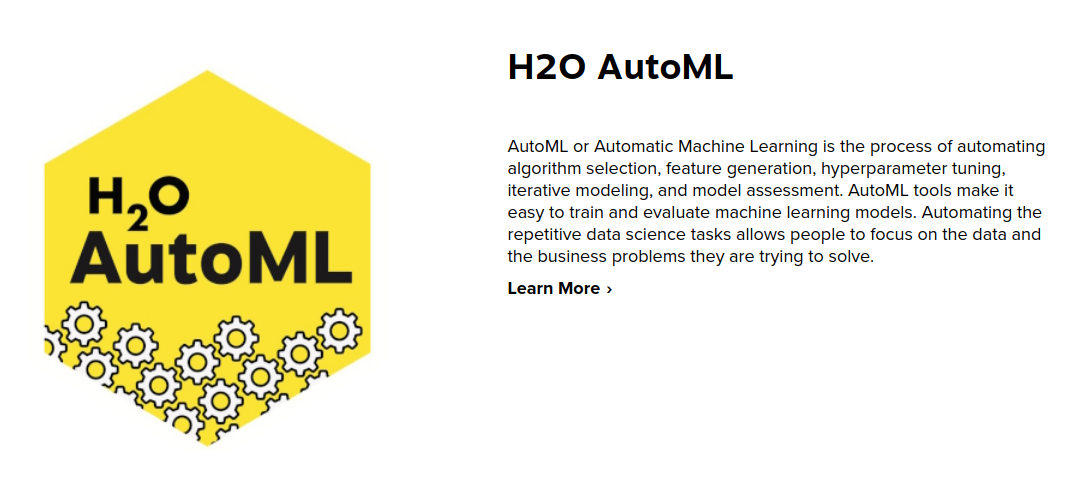 H₂O
AutoML
H2O AutoML
AutoML or Automatic Machine Learning is the process of automating
algorithm selection, feature generation, hyperparameter tuning,
iterative modeling, and model assessment. AutoML tools make it
easy to train and evaluate machine learning models. Automating the
repetitive data science tasks allows people to focus on the data and
the business problems they are trying to solve.
Learn More ›